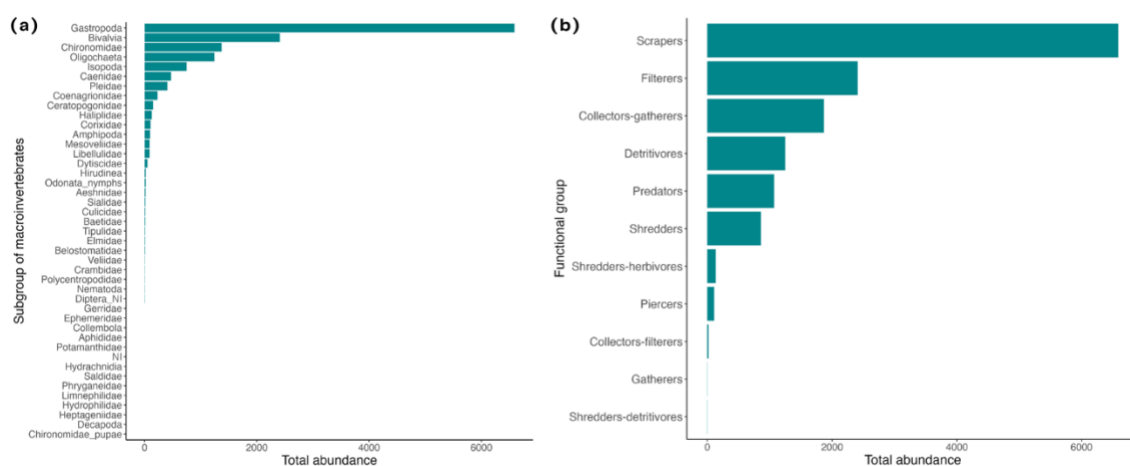 (a)
Subgroup of macroinvertebrates
Gastropoda
Bivalvia
Chironomidae
Oligochaeta
Isopoda
Caenidae
Pleidae
Coenagrionidae
Ceratopogonidae
Haliplidae
Corixidae
Amphipoda
Mesoveliidae
Libellulidae
Dytiscidae
Hirudinea
Odonata_nymphs
Aeshnidae
Sialidae
Culicidae
Baetidae
Tipulidae
Elmidae
Belostomatidae
Veliidae
Crambidae
Polycentropodidae
Nematoda
Diptera_NI
Gerridae
Ephemeridae
Collembola
Aphididae
Potamanthidae
NI
Hydrachnidia
Saldidae
Phryganeidae
Limnephilidae
Hydrophilidae
Heptageniidae
Decapoda
Chironomidae_pupae
0 2000 4000 6000
Total abundance
(b)
Functional group
Scrapers
Filterers
Collectors-gatherers
Detritivores
Predators
Shredders
Shredders-herbivores
Piercers
Collectors-filterers
Gatherers
Shredders-detritivores
0 2000 4000 6000
Total abundance